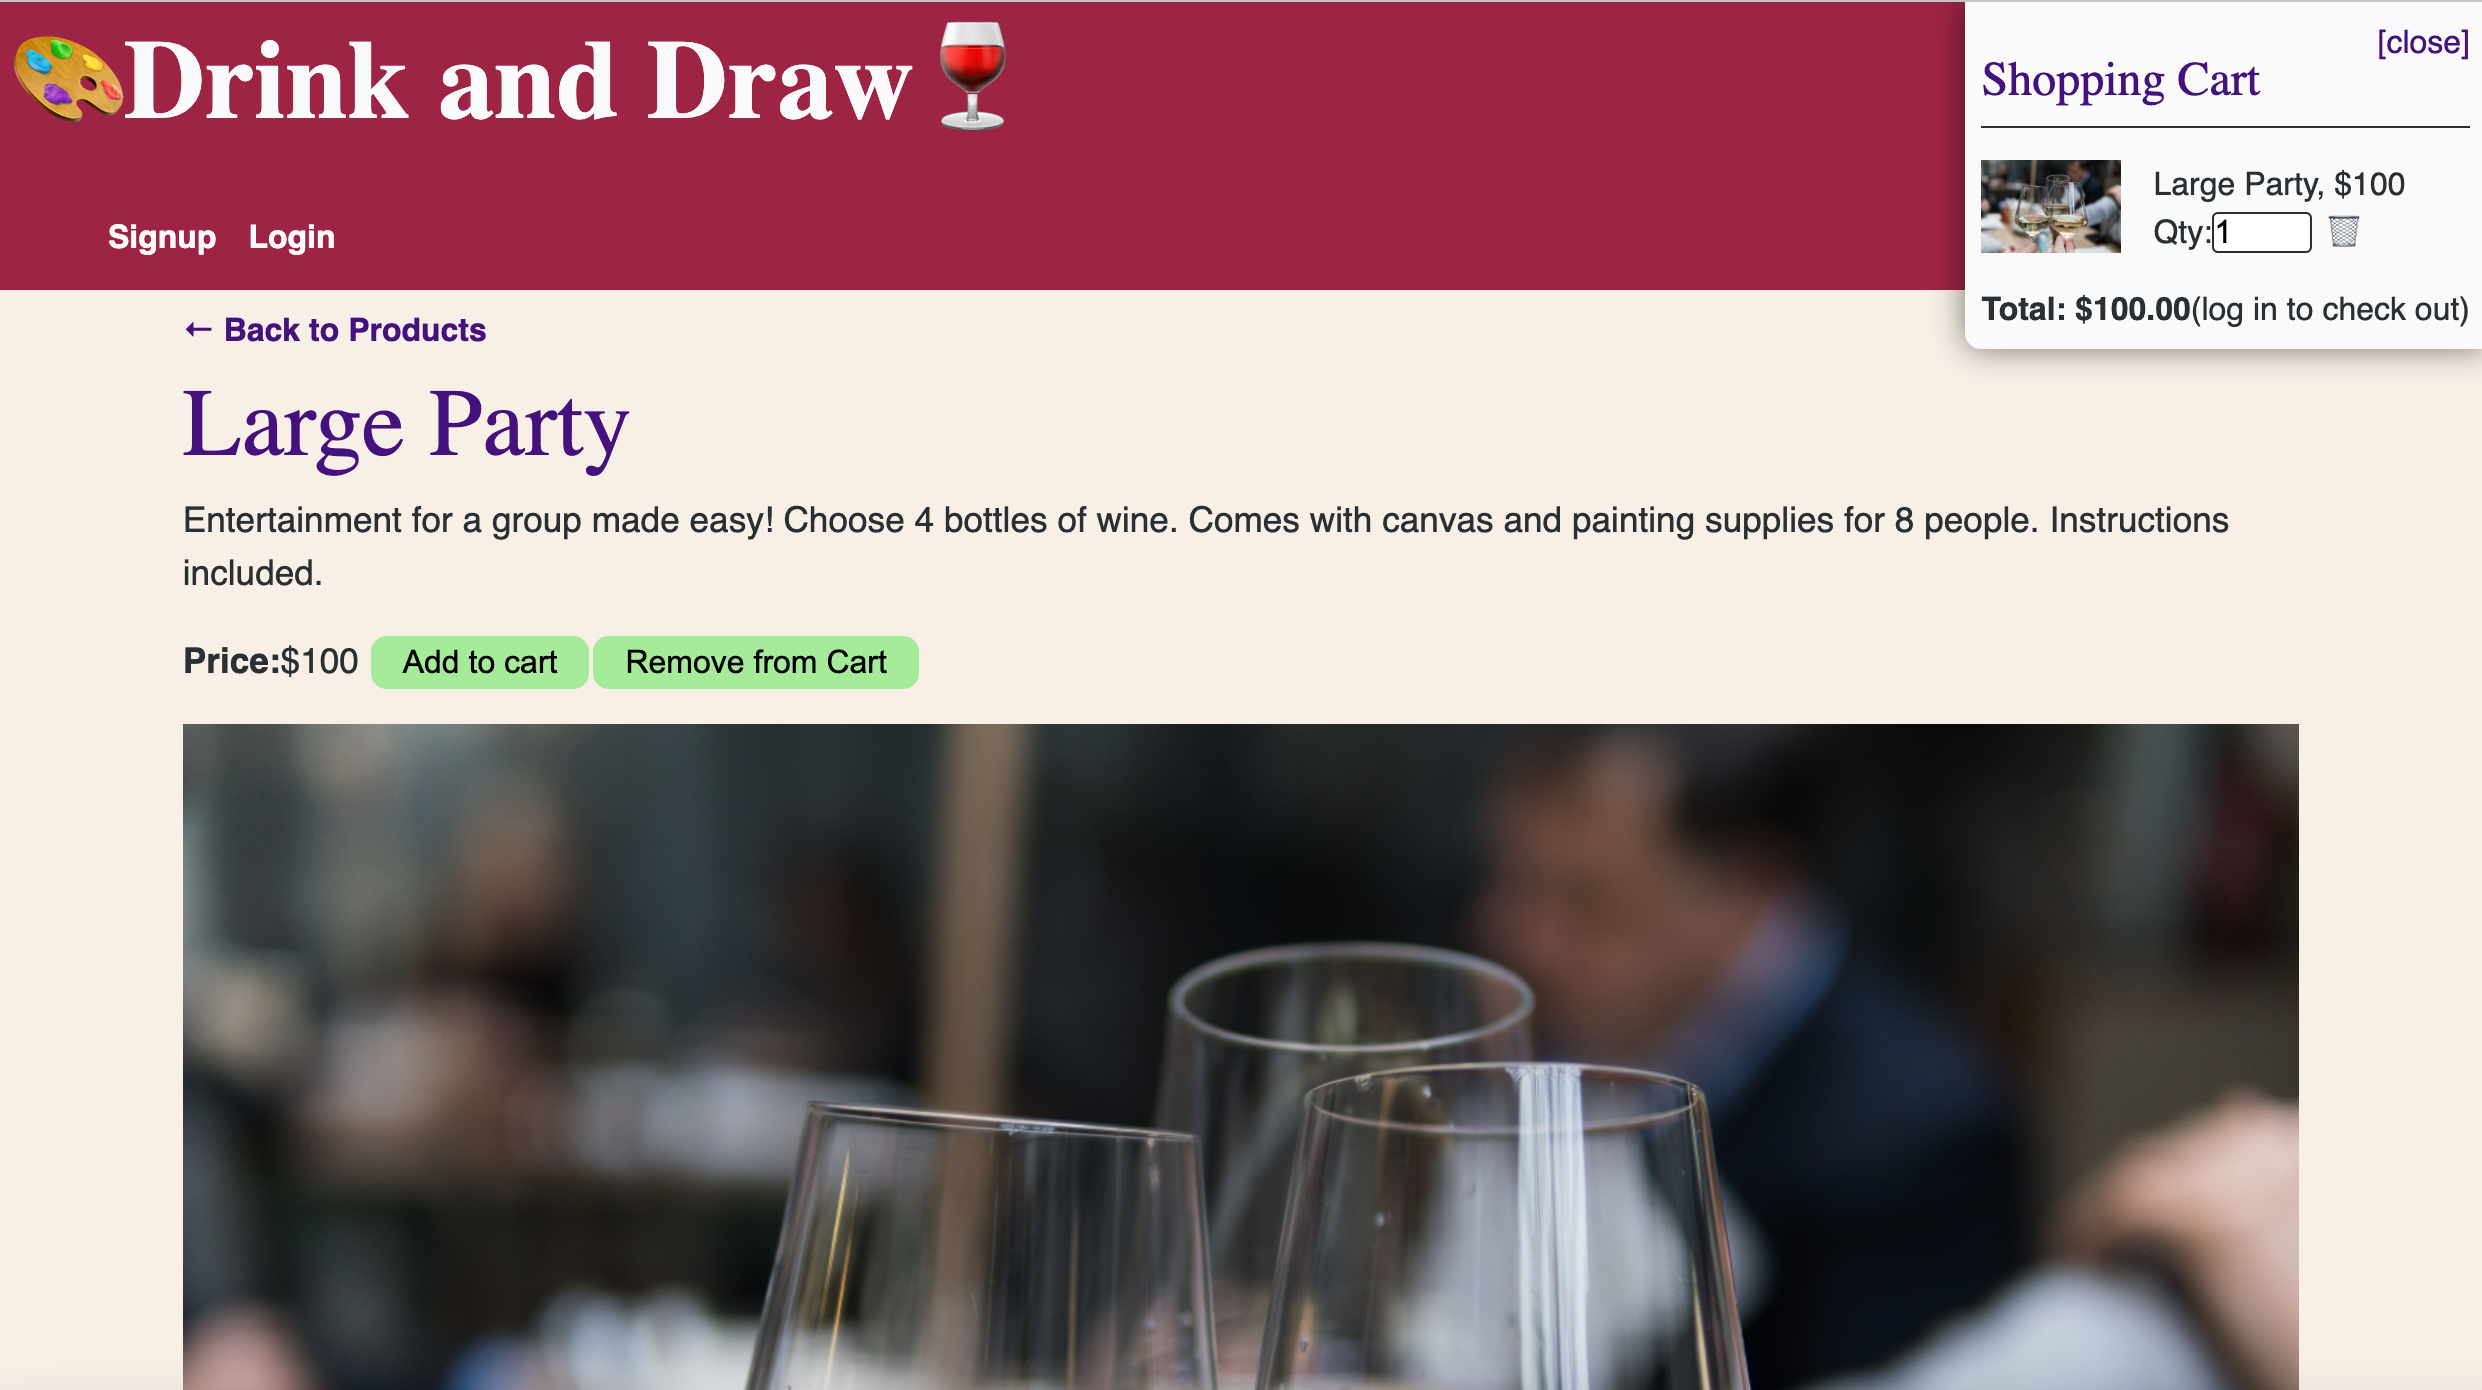 🎨Drink and Draw🍷
Signup Login
[close]
Shopping Cart
Large Party, $100
Qty:1 🗑
Total: $100.00(log in to check out)
← Back to Products
Large Party
Entertainment for a group made easy! Choose 4 bottles of wine. Comes with canvas and painting supplies for 8 people. Instructions
included.
Price:$100 Add to cart Remove from Cart